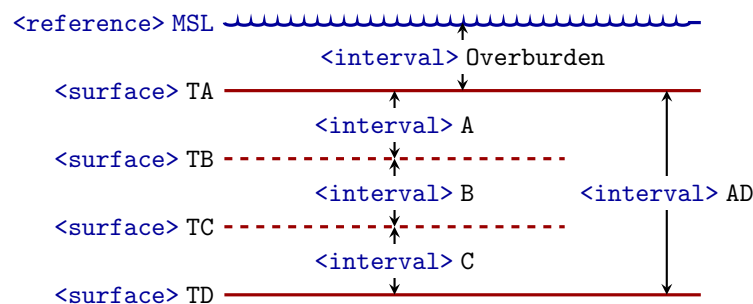 <reference> MSL
<interval> Overburden
<surface> TA
<interval> A
<surface> TB
<interval> B
<interval> AD
<surface> TC
<interval> C
<surface> TD